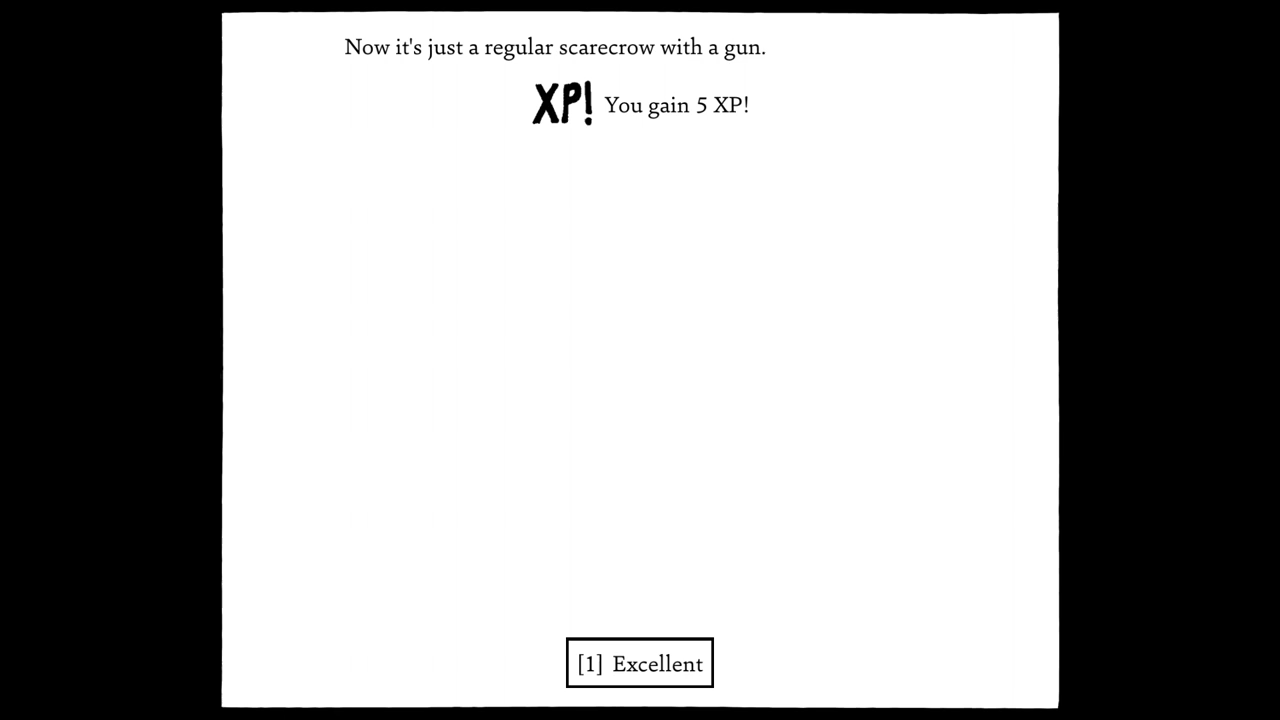 Now it's just a regular scarecrow with a gun.
XP! You gain 5 XP!
[1] Excellent